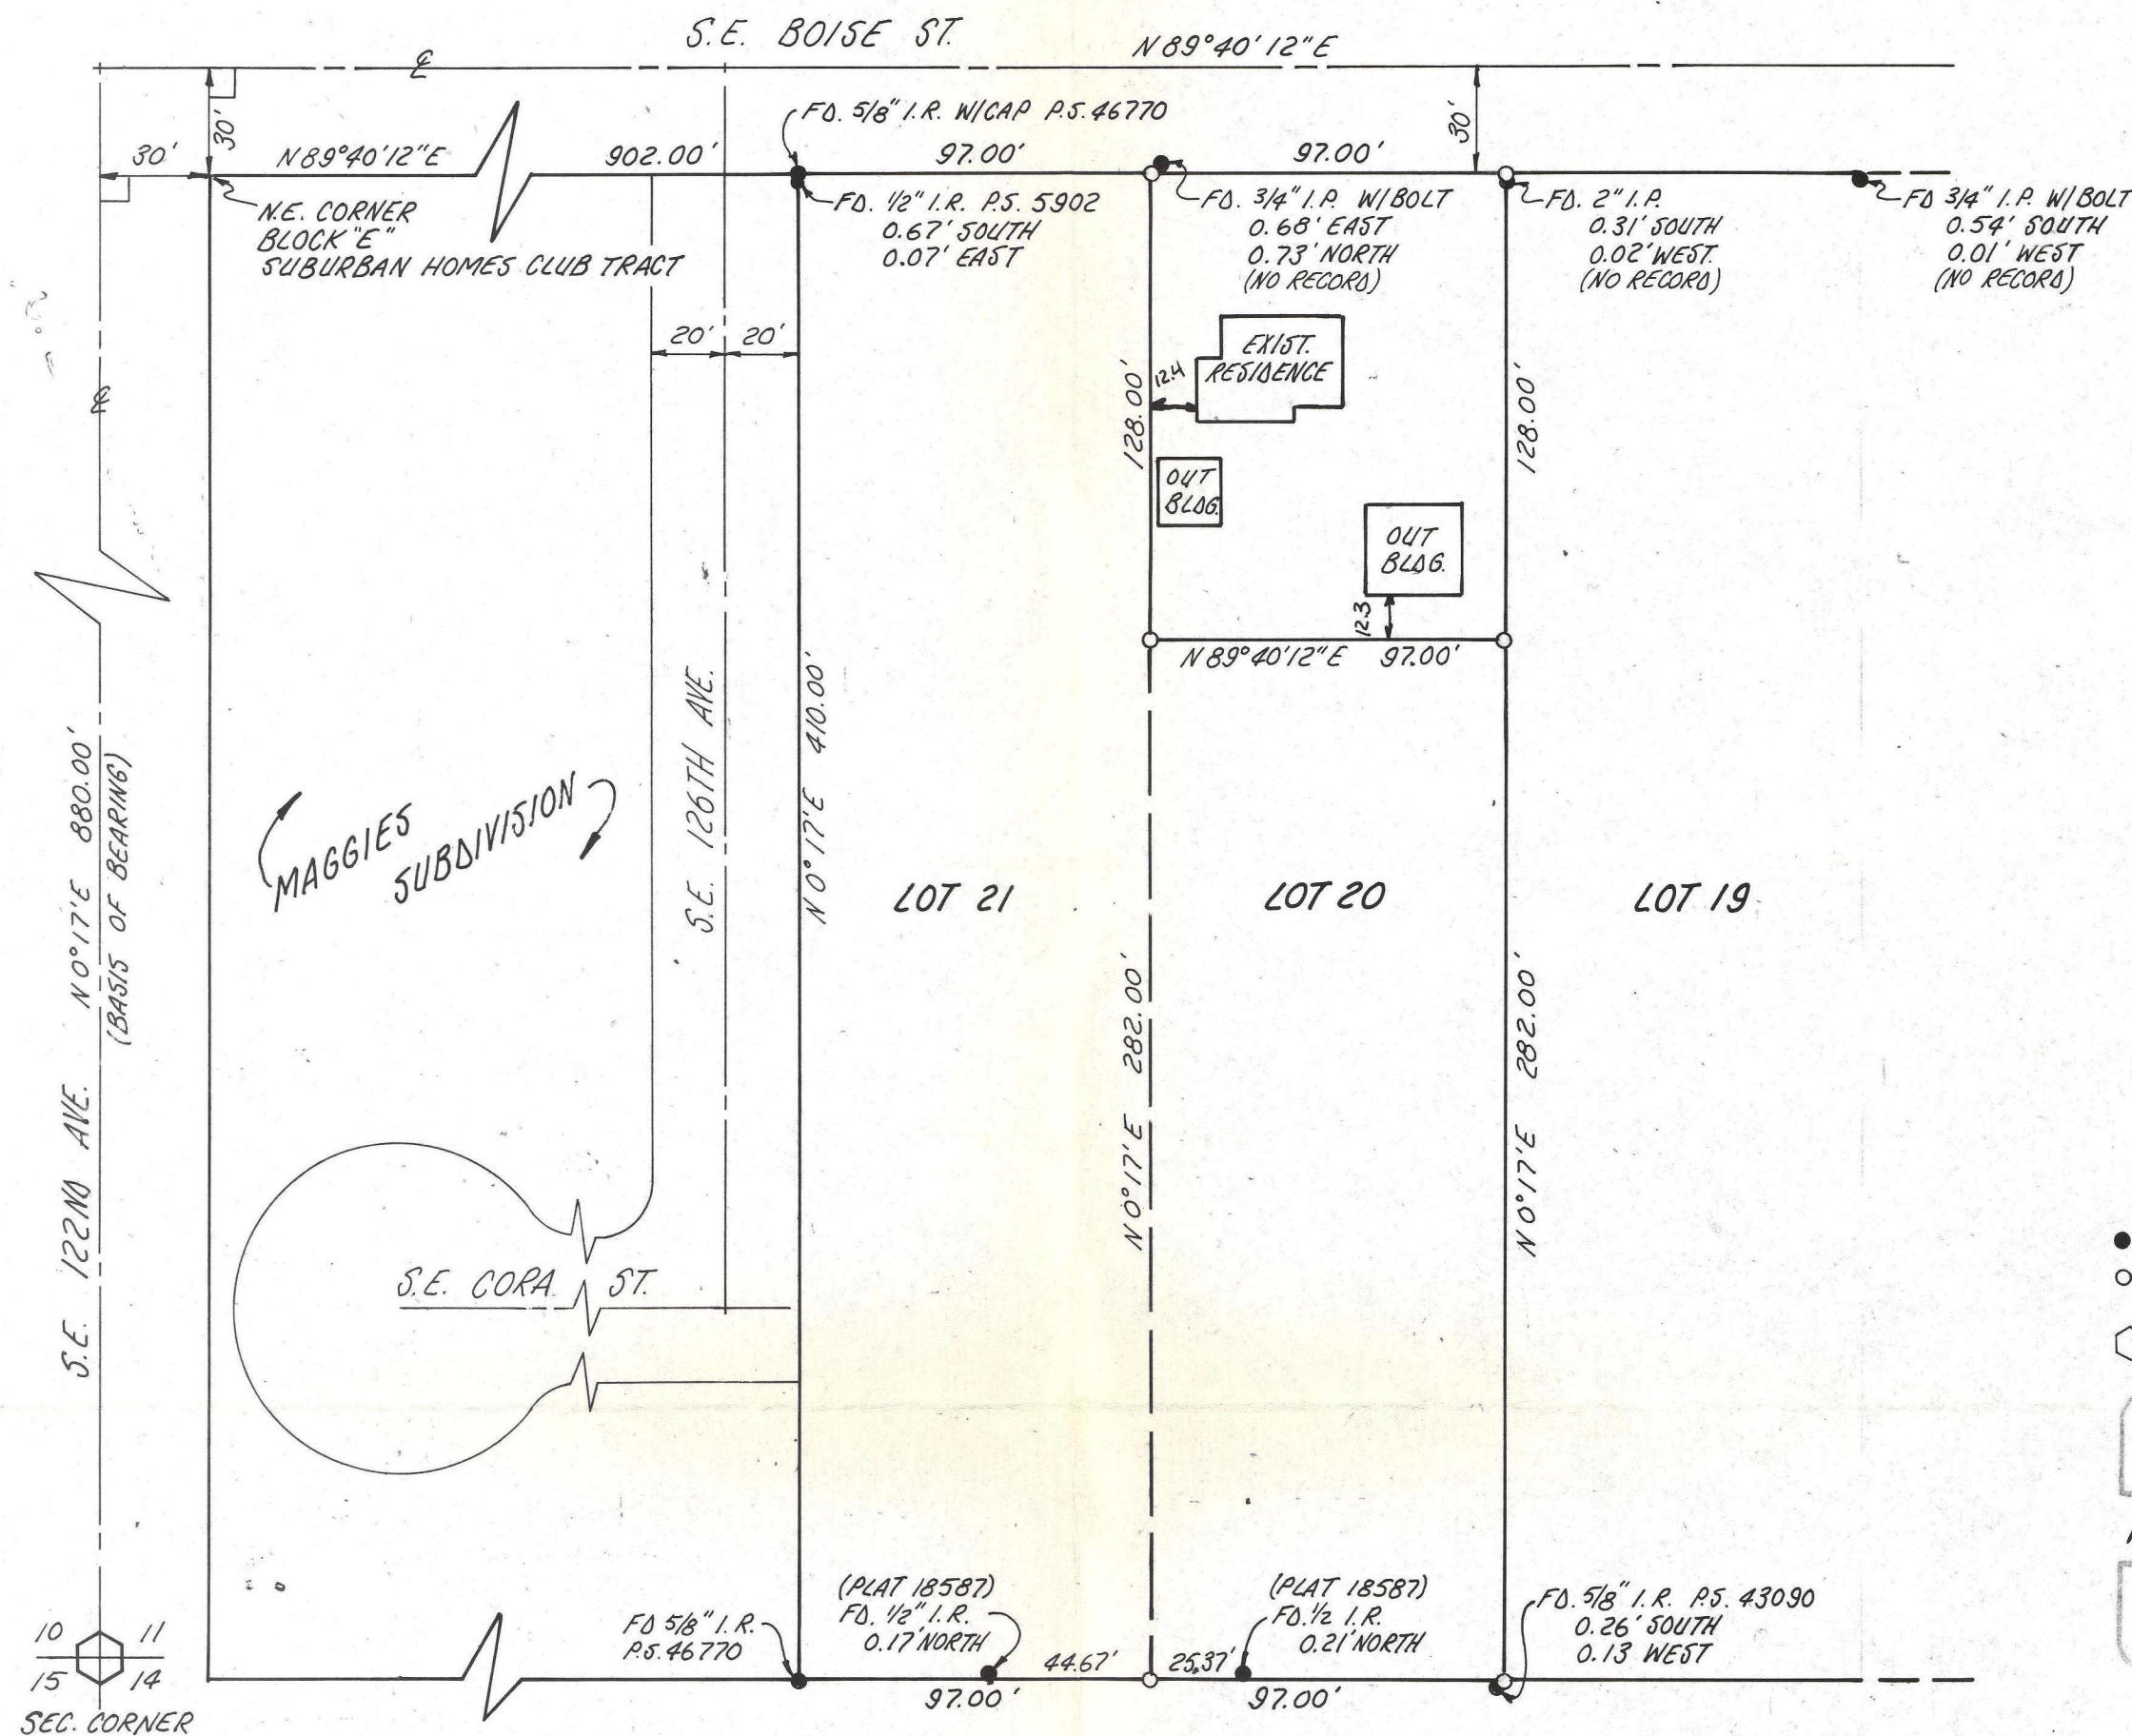 S.E. BOISE ST.
N 89°40'12"E
℄
30'
30'
30'
N 89°40'12"E
902.00'
FD. 5/8" I.R. W/CAP P.S. 46770
97.00'
97.00'
N.E. CORNER
BLOCK "E"
SUBURBAN HOMES CLUB TRACT
FD. 1/2" I.R. P.S. 5902
0.67' SOUTH
0.07' EAST
FD. 3/4" I.P. W/BOLT
0.68' EAST
0.73' NORTH
(NO RECORD)
FD. 2" I.P.
0.31' SOUTH
0.02' WEST.
(NO RECORD)
FD 3/4" I.P. W/BOLT
0.54' SOUTH
0.01' WEST
(NO RECORD)
20'
20'
℄
128.00'
12.4
EXIST.
RESIDENCE
128.00'
OUT
BLDG.
OUT
BLDG.
12.3
N 89°40'12"E 97.00'
S.E. 122ND AVE. N 0°17'E 880.00'
(BASIS OF BEARING)
MAGGIES
SUBDIVISION
S.E. 126TH AVE.
N 0°17'E 410.00'
LOT 21
LOT 20
LOT 19
N 0°17'E 282.00'
N 0°17'E 282.00'
S.E. CORA ST.
10 11
15 14
SEC. CORNER
FD 5/8" I.R.
P.S. 46770
(PLAT 18587)
FD. 1/2" I.R.
0.17' NORTH
44.67'
97.00'
(PLAT 18587)
FD. 1/2 I.R.
0.21' NORTH
25.37'
97.00'
FD. 5/8" I.R. P.S. 43090
0.26' SOUTH
0.13 WEST